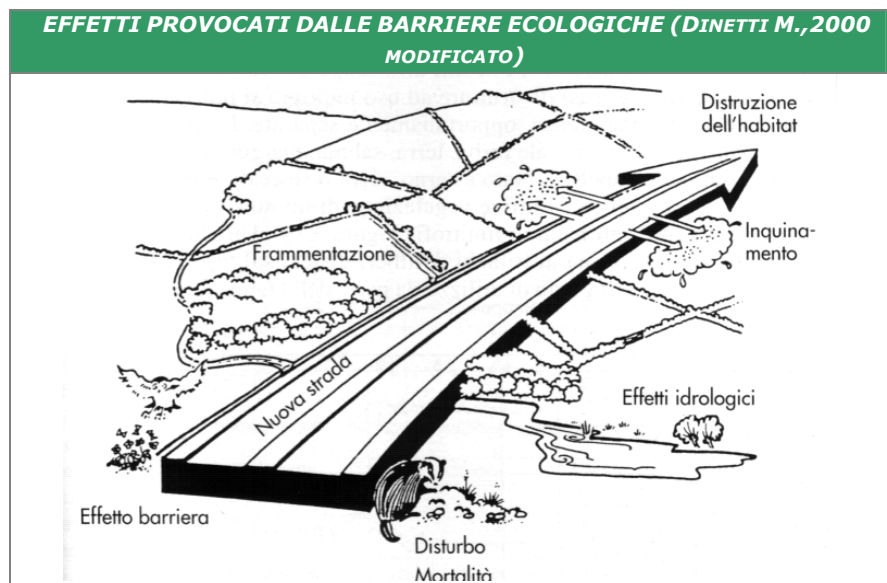 EFFETTI PROVOCATI DALLE BARRIERE ECOLOGICHE (DINETTI M.,2000
MODIFICATO)
Distruzione
dell'habitat
Frammentazione
Inquina-
mento
Nuova strada
Effetti idrologici
Effetto barriera
Disturbo
Mortalità